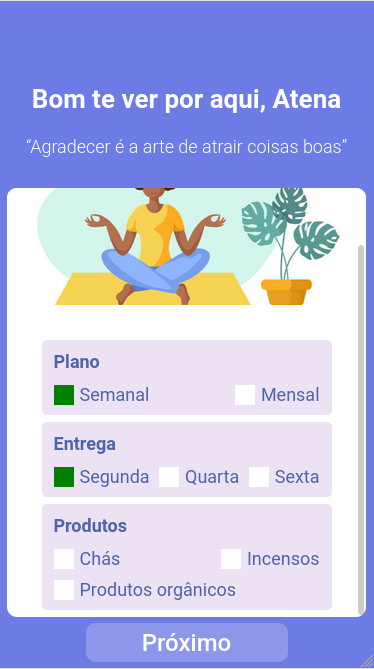 Bom te ver por aqui, Atena
“Agradecer é a arte de atrair coisas boas”
Plano
Semanal Mensal
Entrega
Segunda Quarta Sexta
Produtos
Chás Incensos
Produtos orgânicos
Próximo